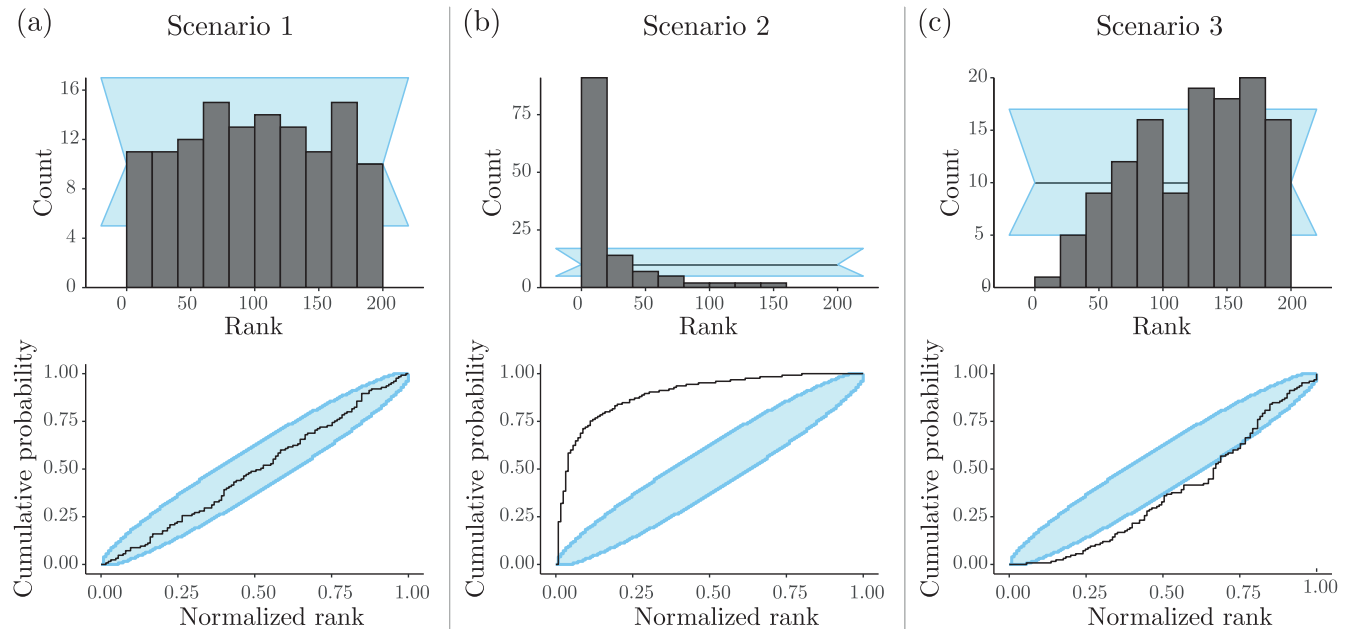 (a) Scenario 1
16
12
8
4
0
Count
0 50 100 150 200
Rank
1.00
0.75
0.50
0.25
0.00
Cumulative probability
0.00 0.25 0.50 0.75 1.00
Normalized rank
(b) Scenario 2
75
50
25
0
Count
0 50 100 150 200
Rank
1.00
0.75
0.50
0.25
0.00
Cumulative probability
0.00 0.25 0.50 0.75 1.00
Normalized rank
(c) Scenario 3
20
15
10
5
0
Count
0 50 100 150 200
Rank
1.00
0.75
0.50
0.25
0.00
Cumulative probability
0.00 0.25 0.50 0.75 1.00
Normalized rank